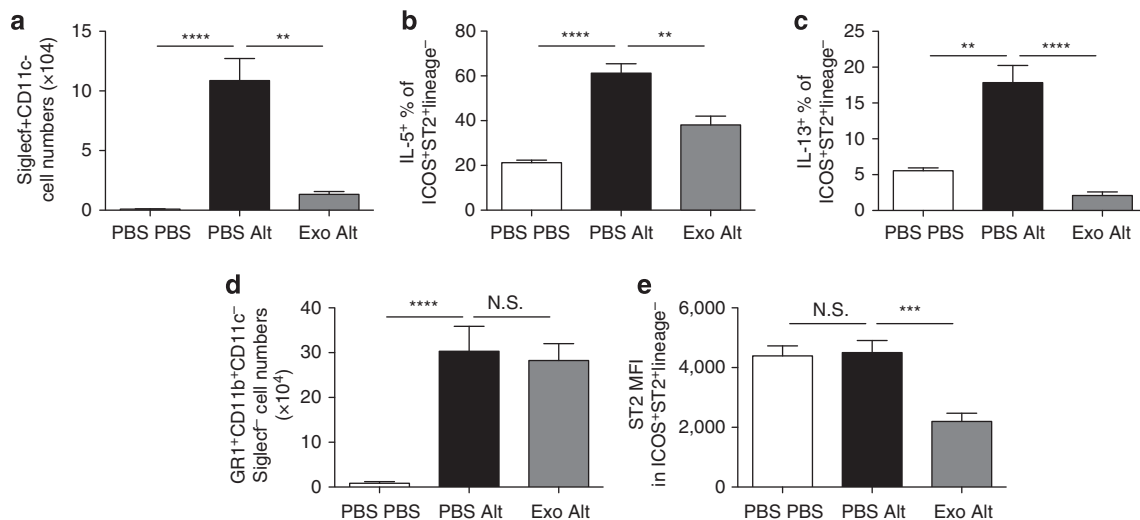 a
Siglecf+CD11c-
cell numbers (×104)
15
10
5
0
****
**
PBS PBS
PBS Alt
Exo Alt
b
IL-5⁺ % of
ICOS⁺ST2⁺lineage⁻
80
60
40
20
0
****
**
PBS PBS
PBS Alt
Exo Alt
c
IL-13⁺ % of
ICOS⁺ST2⁺lineage⁻
25
20
15
10
5
0
**
****
PBS PBS
PBS Alt
Exo Alt
d
GR1⁺CD11b⁺CD11c⁻
Siglecf⁻ cell numbers
(×10⁴)
40
30
20
10
0
****
N.S.
PBS PBS
PBS Alt
Exo Alt
e
ST2 MFI
in ICOS⁺ST2⁺lineage⁻
6,000
4,000
2,000
0
N.S.
***
PBS PBS
PBS Alt
Exo Alt